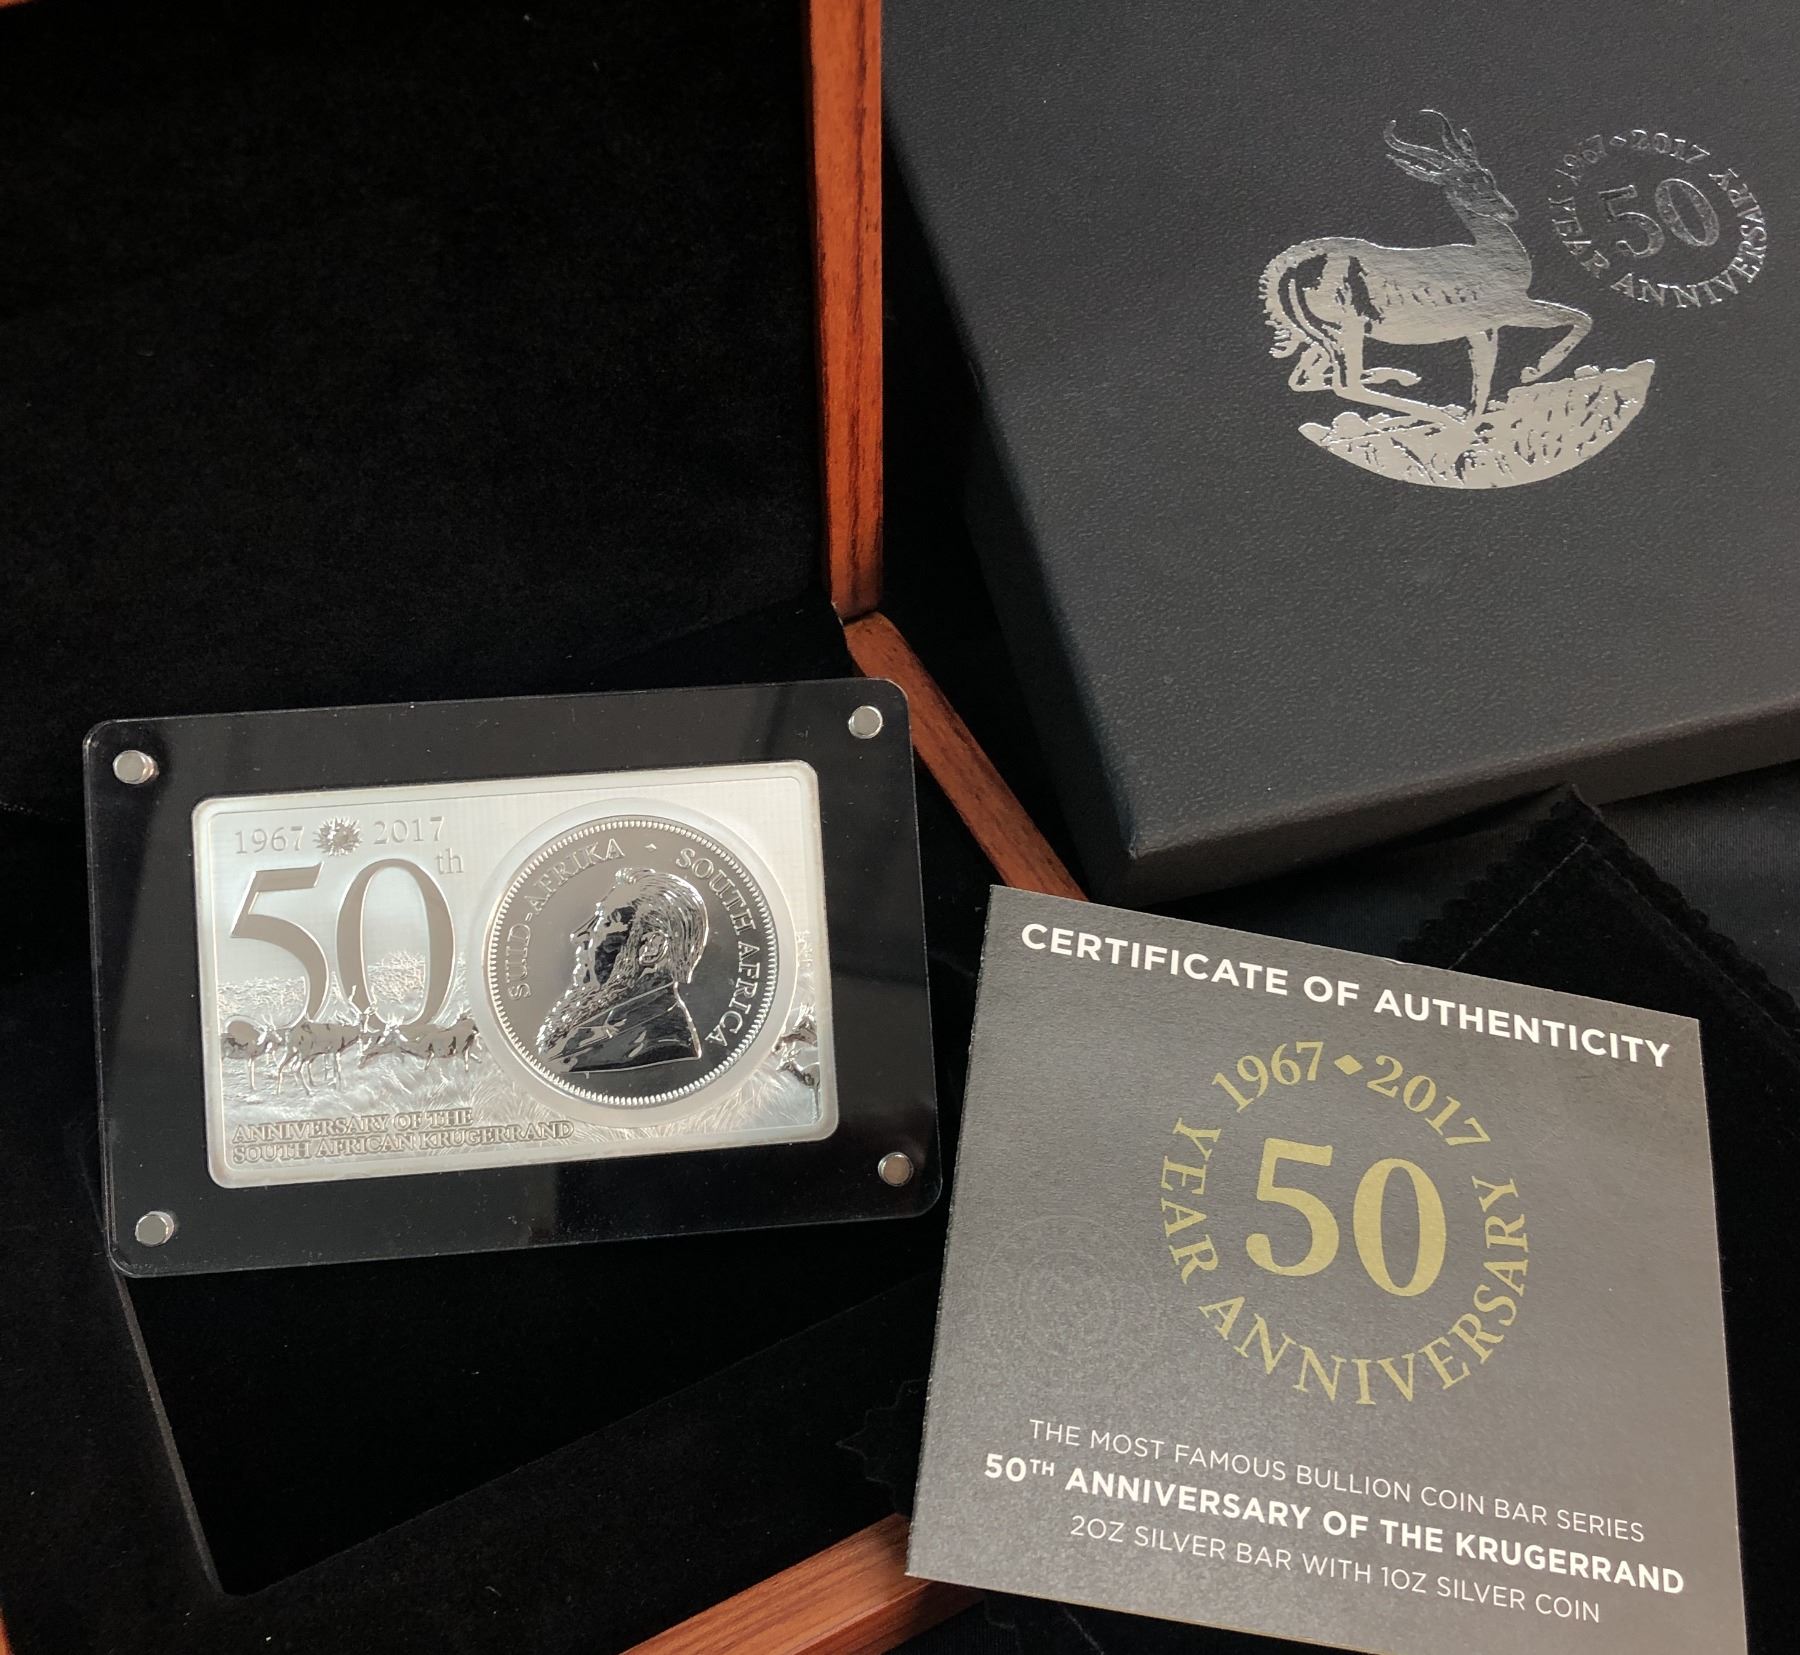 1967 2017
50th
ANNIVERSARY OF THE
SOUTH AFRICAN KRUGERRAND
SUID-AFRIKA · SOUTH AFRICA
1967 · 2017
50
YEAR ANNIVERSARY
CERTIFICATE OF AUTHENTICITY
1967 ◆ 2017
50
YEAR ANNIVERSARY
THE MOST FAMOUS BULLION COIN BAR SERIES
50TH ANNIVERSARY OF THE KRUGERRAND
2OZ SILVER BAR WITH 1OZ SILVER COIN